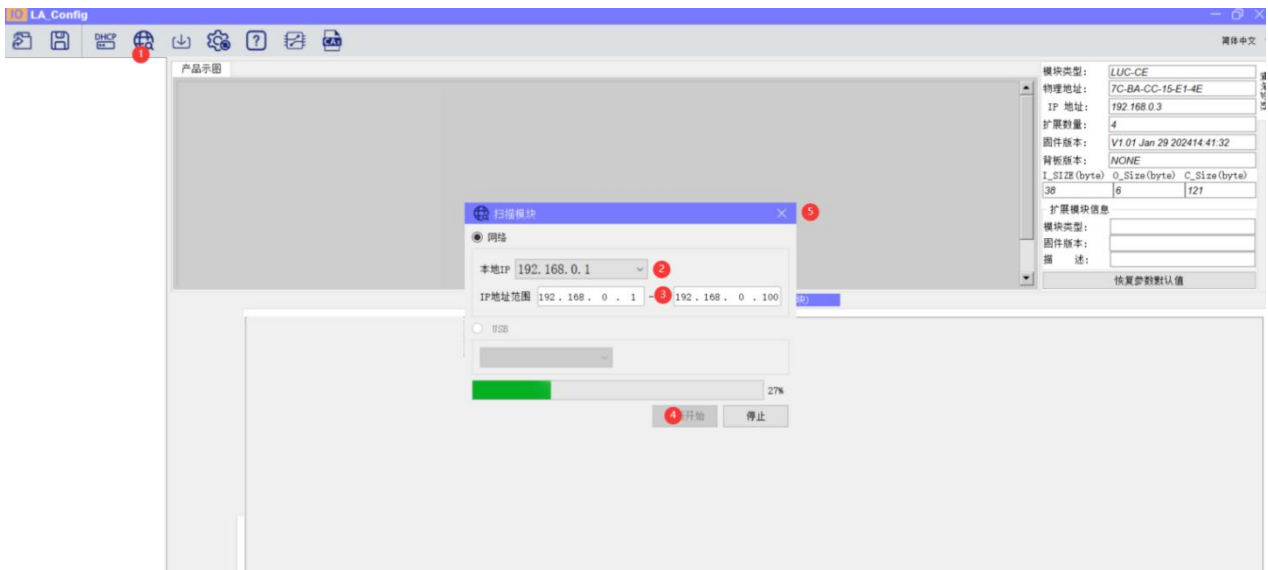 IO LA_Config
DHCP
CAN
简体中文
1
产品示图
模块类型: LUC-CE
物理地址: 7C-BA-CC-15-E1-4E
IP 地址: 192.168.0.3
扩展数量: 4
固件版本: V1.01 Jan 29 202414:41:32
背板版本: NONE
I_SIZE(byte) O_Size(byte) C_Size(byte)
38 6 121
扩展模块信息
模块类型:
固件版本:
描 述:
恢复参数默认值
扫描模块 5
网络
本地IP 192.168.0.1 2
IP地址范围 192.168. 0 . 1 - 3 192.168. 0 .100
USB
27%
4 开始 停止